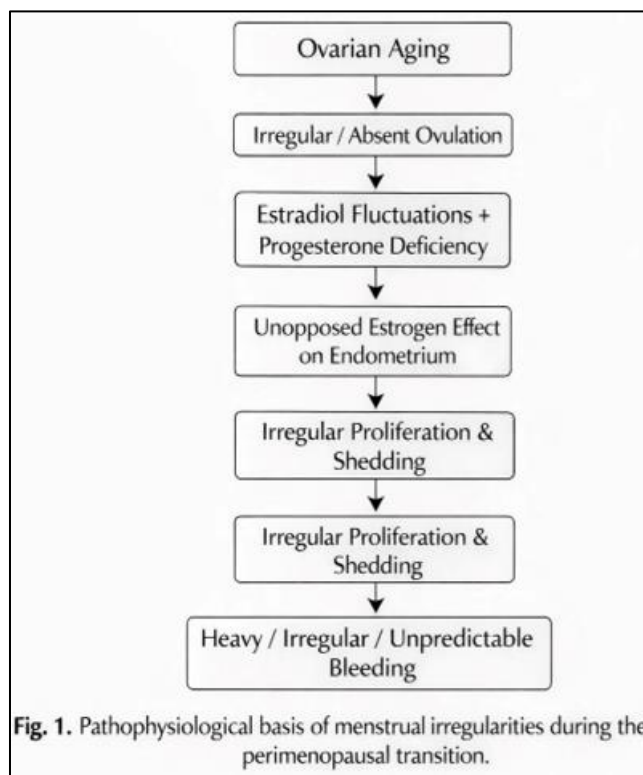 Ovarian Aging
Irregular / Absent Ovulation
Estradiol Fluctuations +
Progesterone Deficiency
Unopposed Estrogen Effect
on Endometrium
Irregular Proliferation &
Shedding
Irregular Proliferation &
Shedding
Heavy / Irregular / Unpredictable
Bleeding
Fig. 1. Pathophysiological basis of menstrual irregularities during the
perimenopausal transition.